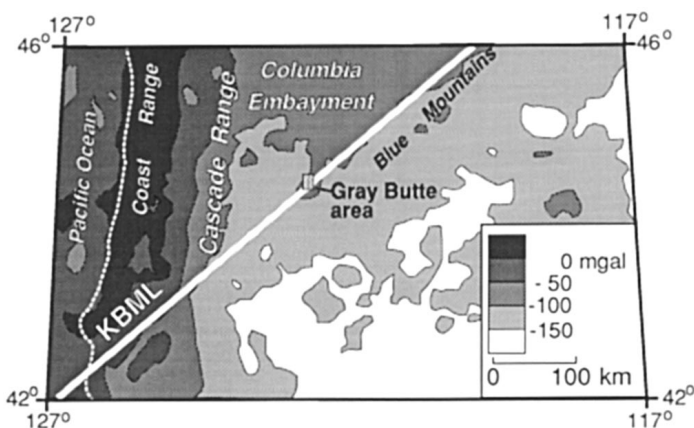 127°
117°
46°
46°
Columbia
Embayment
Pacific Ocean
Coast Range
Cascade Range
Blue Mountains
Gray Butte
area
KBML
0 mgal
- 50
-100
-150
0 100 km
42°
42°
127°
117°